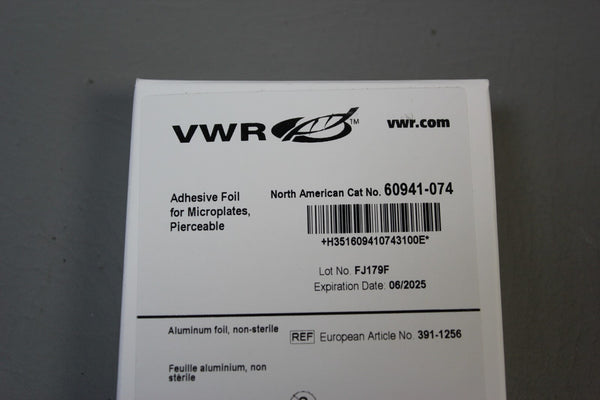 VWR™ vwr.com
Adhesive Foil
for Microplates,
Pierceable
North American Cat No. 60941-074
+H351609410743100E*
Lot No. FJ179F
Expiration Date: 06/2025
Aluminum foil, non-sterile
REF European Article No. 391-1256
Feuille aluminium, non
stérile